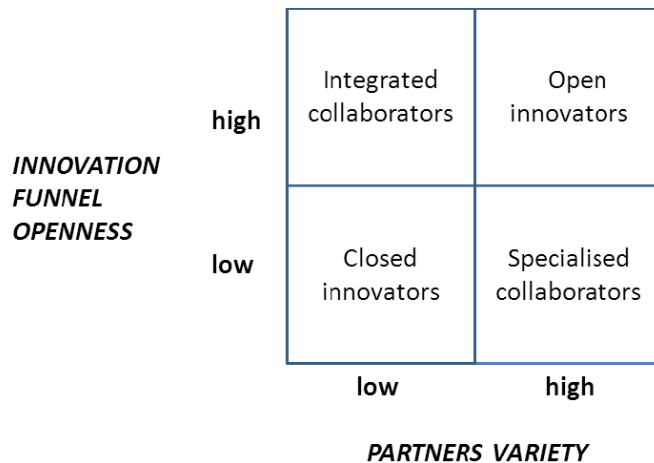 Integrated
collaborators
Open
innovators
high
INNOVATION
FUNNEL
OPENNESS
low
Closed
innovators
Specialised
collaborators
low
high
PARTNERS VARIETY